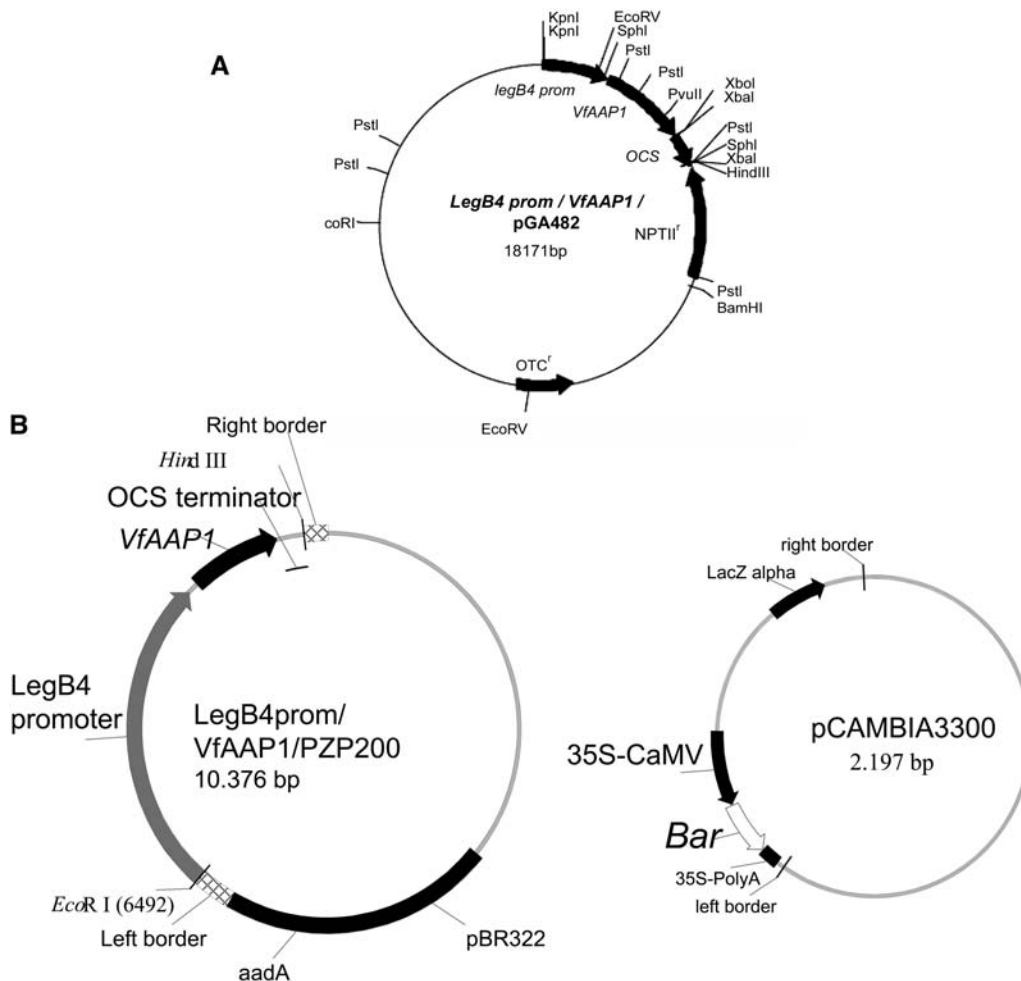 A
KpnI
KpnI
EcoRV
SphI
PstI
PstI
PvuII
XboI
XbaI
PstI
SphI
XbaI
HindIII
legB4 prom
VfAAP1
OCS
PstI
PstI
coRI
LegB4 prom / VfAAP1 /
pGA482
18171bp
NPTIIʳ
PstI
BamHI
OTCʳ
EcoRV
B
Right border
Hind III
OCS terminator
VfAAP1
LegB4
promoter
LegB4prom/
VfAAP1/PZP200
10.376 bp
EcoR I (6492)
Left border
aadA
pBR322
right border
LacZ alpha
pCAMBIA3300
2.197 bp
35S-CaMV
Bar
35S-PolyA
left border